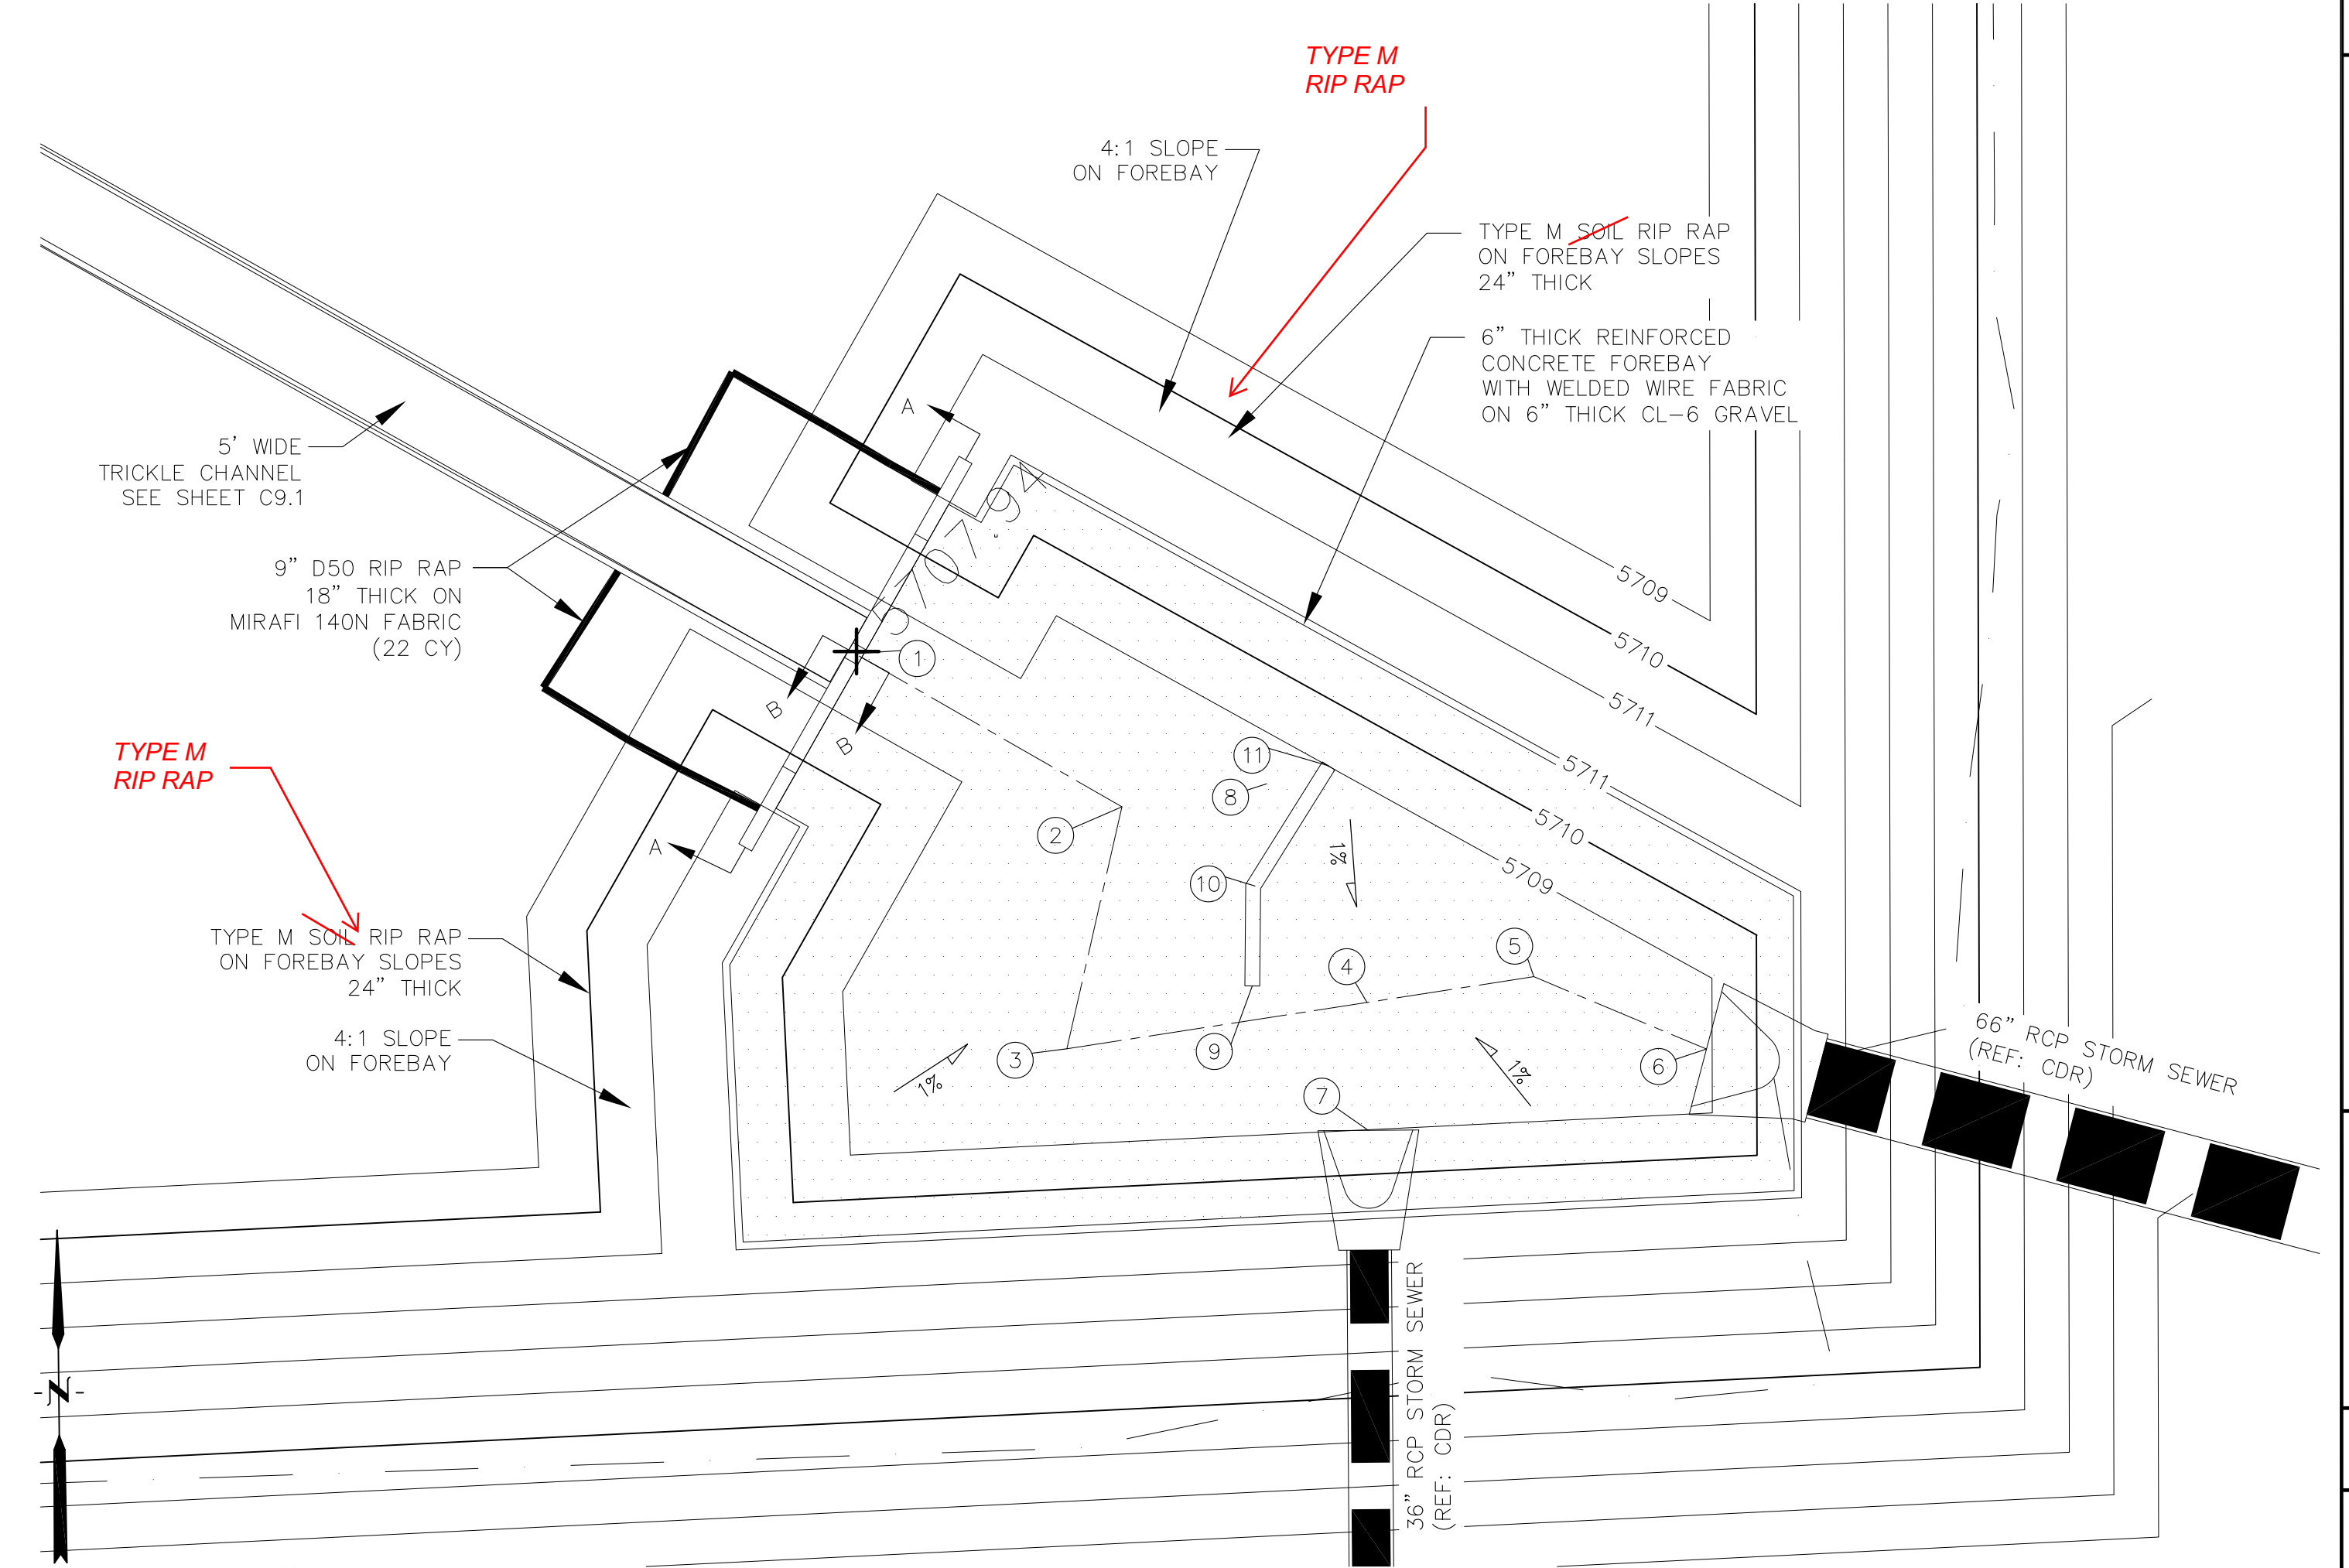 TYPE M
RIP RAP
4:1 SLOPE
ON FOREBAY
TYPE M SOIL RIP RAP
ON FOREBAY SLOPES
24" THICK
6" THICK REINFORCED
CONCRETE FOREBAY
WITH WELDED WIRE FABRIC
ON 6" THICK CL-6 GRAVEL
A
5' WIDE
TRICKLE CHANNEL
SEE SHEET C9.1
5707.94
9" D50 RIP RAP
18" THICK ON
MIRAFI 140N FABRIC
(22 CY)
5709
5710
5711
1
B
B
TYPE M
RIP RAP
11
8
5711
2
5710
A
1%
10
5709
TYPE M SOIL RIP RAP
ON FOREBAY SLOPES
24" THICK
5
4
4:1 SLOPE
ON FOREBAY
3
9
6
1%
1%
7
66" RCP STORM SEWER
(REF: CDR)
36" RCP STORM SEWER
(REF: CDR)
N